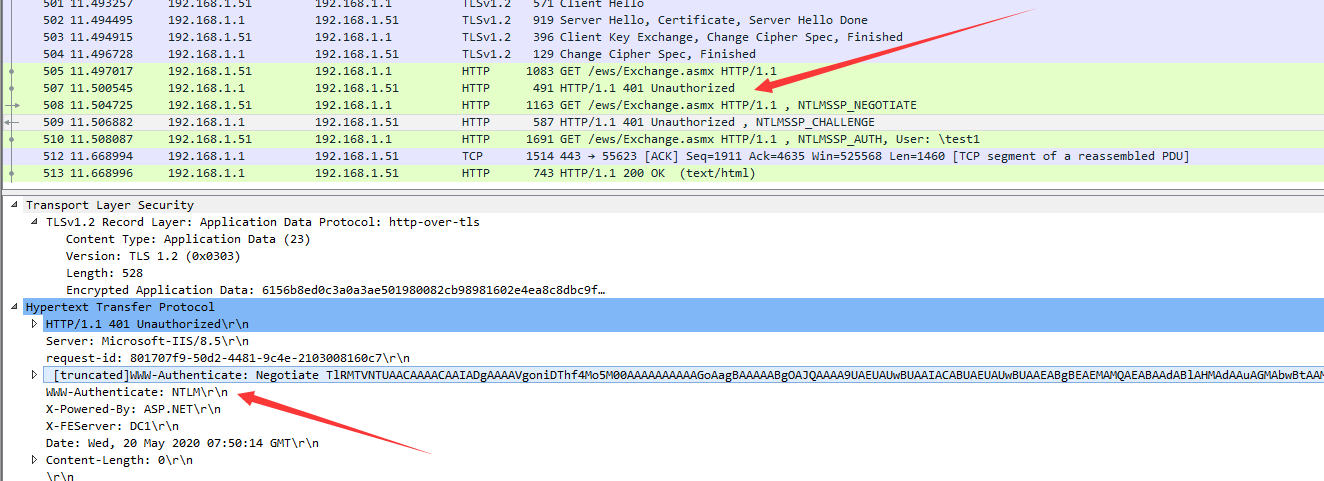 501 11.493257 192.168.1.51 192.168.1.1 TLSv1.2 571 Client Hello
502 11.494495 192.168.1.1 192.168.1.51 TLSv1.2 919 Server Hello, Certificate, Server Hello Done
503 11.494915 192.168.1.51 192.168.1.1 TLSv1.2 396 Client Key Exchange, Change Cipher Spec, Finished
504 11.496728 192.168.1.1 192.168.1.51 TLSv1.2 129 Change Cipher Spec, Finished
505 11.497017 192.168.1.51 192.168.1.1 HTTP 1083 GET /ews/Exchange.asmx HTTP/1.1
507 11.500545 192.168.1.1 192.168.1.51 HTTP 491 HTTP/1.1 401 Unauthorized
508 11.504725 192.168.1.51 192.168.1.1 HTTP 1163 GET /ews/Exchange.asmx HTTP/1.1 , NTLMSSP_NEGOTIATE
509 11.506882 192.168.1.1 192.168.1.51 HTTP 587 HTTP/1.1 401 Unauthorized , NTLMSSP_CHALLENGE
510 11.508087 192.168.1.51 192.168.1.1 HTTP 1691 GET /ews/Exchange.asmx HTTP/1.1 , NTLMSSP_AUTH, User: \test1
512 11.668994 192.168.1.1 192.168.1.51 TCP 1514 443 → 55623 [ACK] Seq=1911 Ack=4635 Win=525568 Len=1460 [TCP segment of a reassembled PDU]
513 11.668996 192.168.1.1 192.168.1.51 HTTP 743 HTTP/1.1 200 OK (text/html)
Transport Layer Security
TLSv1.2 Record Layer: Application Data Protocol: http-over-tls
Content Type: Application Data (23)
Version: TLS 1.2 (0x0303)
Length: 528
Encrypted Application Data: 6156b8ed0c3a0a3ae501980082cb98981602e4ea8c8dbc9f…
Hypertext Transfer Protocol
HTTP/1.1 401 Unauthorized\r\n
Server: Microsoft-IIS/8.5\r\n
request-id: 801707f9-50d2-4481-9c4e-2103008160c7\r\n
[truncated]WWW-Authenticate: Negotiate TlRMTVNTUAACAAAACAAIADgAAAAVgoniDThf4Mo5M00AAAAAAAAAAGoAagBAAAAABgOAJQAAAA9UAEUAUwBUAAIACABUAEUAUwBUAAEABgBEAEMAMQAEABAAdABlAHMAdAAuAGMAbwBtAAM
WWW-Authenticate: NTLM\r\n
X-Powered-By: ASP.NET\r\n
X-FEServer: DC1\r\n
Date: Wed, 20 May 2020 07:50:14 GMT\r\n
Content-Length: 0\r\n
\r\n